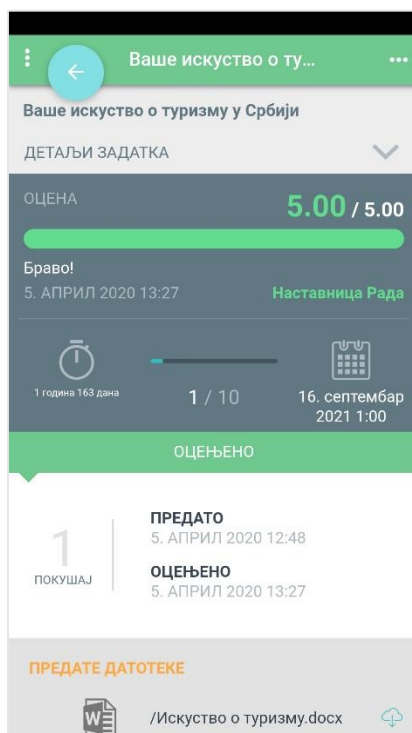 Ваше искуство о ту...
Ваше искуство о туризму у Србији
ДЕТАЉИ ЗАДАТКА
ОЦЕНА
5.00 / 5.00
Браво!
5. АПРИЛ 2020 13:27
Наставница Рада
1 година 163 дана
1 / 10
16. септембар
2021 1:00
ОЦЕЊЕНО
1
ПОКУШАЈ
ПРЕДАТО
5. АПРИЛ 2020 12:48
ОЦЕЊЕНО
5. АПРИЛ 2020 13:27
ПРЕДАТЕ ДАТОТЕКЕ
W
/Искуство о туризму.docx